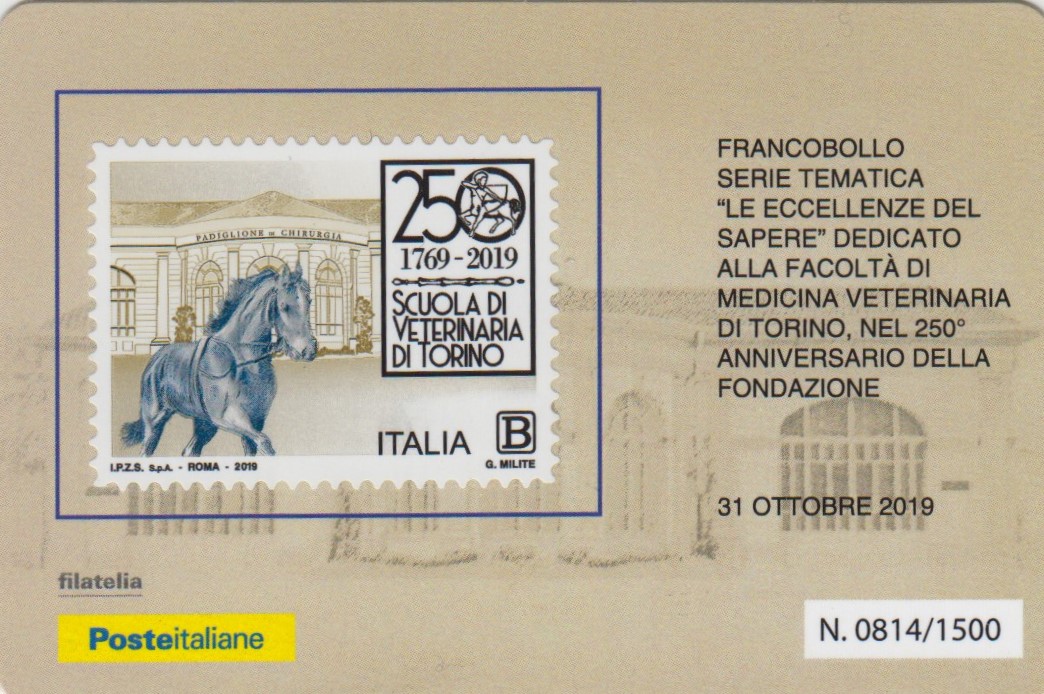 PADIGLIONE DI CHIRURGIA
250
1769-2019
SCUOLA DI
VETERINARIA
DI TORINO
ITALIA B
I.P.Z.S. S.p.A. - ROMA - 2019
G. MILITE
FRANCOBOLLO
SERIE TEMATICA
“LE ECCELLENZE DEL
SAPERE” DEDICATO
ALLA FACOLTÀ DI
MEDICINA VETERINARIA
DI TORINO, NEL 250°
ANNIVERSARIO DELLA
FONDAZIONE
31 OTTOBRE 2019
filatelia
Posteitaliane
N. 0814/1500